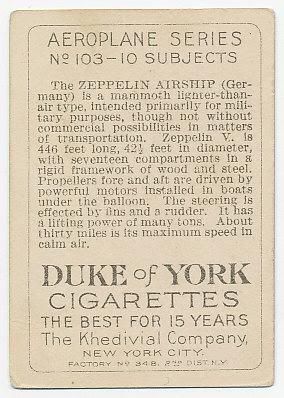 AEROPLANE SERIES
No 103-10 SUBJECTS
The ZEPPELIN AIRSHIP (Ger-
many) is a mammoth lighter-than-
air type, intended primarily for mili-
tary purposes, though not without
commercial possibilities in matters
of transportation. Zeppelin V. is
446 feet long, 42½ feet in diameter,
with seventeen compartments in a
rigid framework of wood and steel.
Propellers fore and aft are driven by
powerful motors installed in boats
under the balloon. The steering is
effected by fins and a rudder. It has
a lifting power of many tons. About
thirty miles is its maximum speed in
calm air.
DUKE of YORK
CIGARETTES
THE BEST FOR 15 YEARS
The Khedivial Company,
NEW YORK CITY.
FACTORY No 348. 2ND DIST. N.Y.